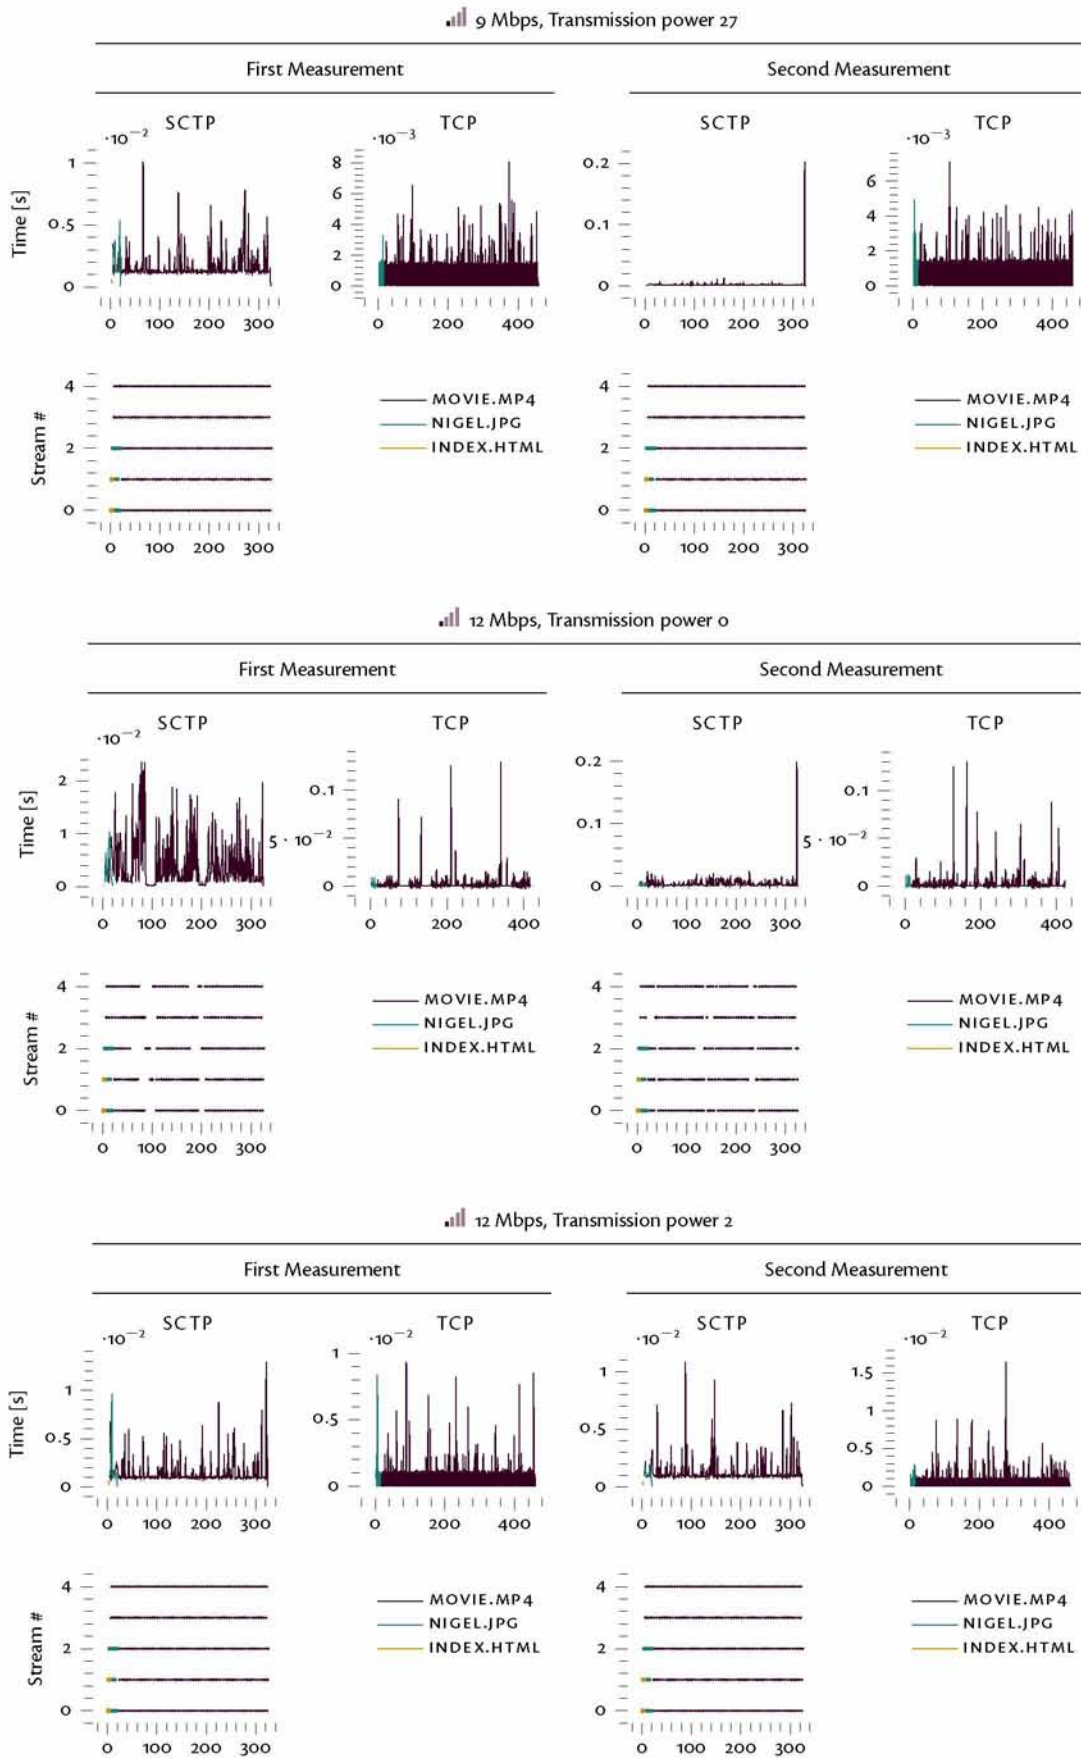 9 Mbps, Transmission power 27
First Measurement Second Measurement
SCTP TCP SCTP TCP
·10−2 ·10−3 ·10−3
Time [s]
1 0.5 0
8 6 4 2 0
0.2 0.1 0
6 4 2 0
0 100 200 300 0 200 400 0 100 200 300 0 200 400
Stream #
4 2 0
MOVIE.MP4
NIGEL.JPG
INDEX.HTML
4 2 0
MOVIE.MP4
NIGEL.JPG
INDEX.HTML
0 100 200 300 0 100 200 300
12 Mbps, Transmission power 0
First Measurement Second Measurement
SCTP TCP SCTP TCP
·10−2
Time [s]
2 1 0
0.1 5 · 10−2 0
0.2 0.1 0
0.1 5 · 10−2 0
0 100 200 300 0 200 400 0 100 200 300 0 200 400
Stream #
4 2 0
MOVIE.MP4
NIGEL.JPG
INDEX.HTML
4 2 0
MOVIE.MP4
NIGEL.JPG
INDEX.HTML
0 100 200 300 0 100 200 300
12 Mbps, Transmission power 2
First Measurement Second Measurement
SCTP TCP SCTP TCP
·10−2 ·10−2 ·10−2 ·10−2
Time [s]
1 0.5 0
1 0.5 0
1 0.5 0
1.5 1 0.5 0
0 100 200 300 0 200 400 0 100 200 300 0 200 400
Stream #
4 2 0
MOVIE.MP4
NIGEL.JPG
INDEX.HTML
4 2 0
MOVIE.MP4
NIGEL.JPG
INDEX.HTML
0 100 200 300 0 100 200 300